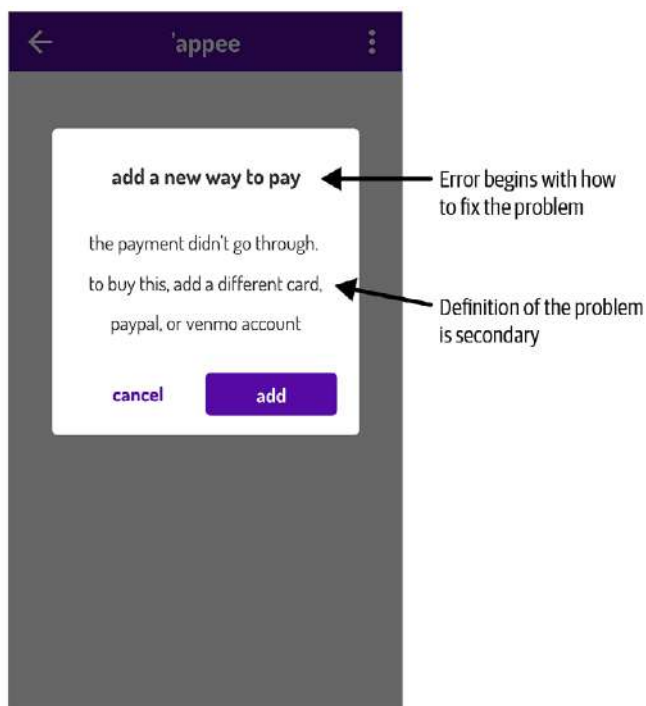 'appee
add a new way to pay
the payment didn't go through.
to buy this, add a different card,
paypal, or venmo account
cancel
add
Error begins with how
to fix the problem
Definition of the problem
is secondary